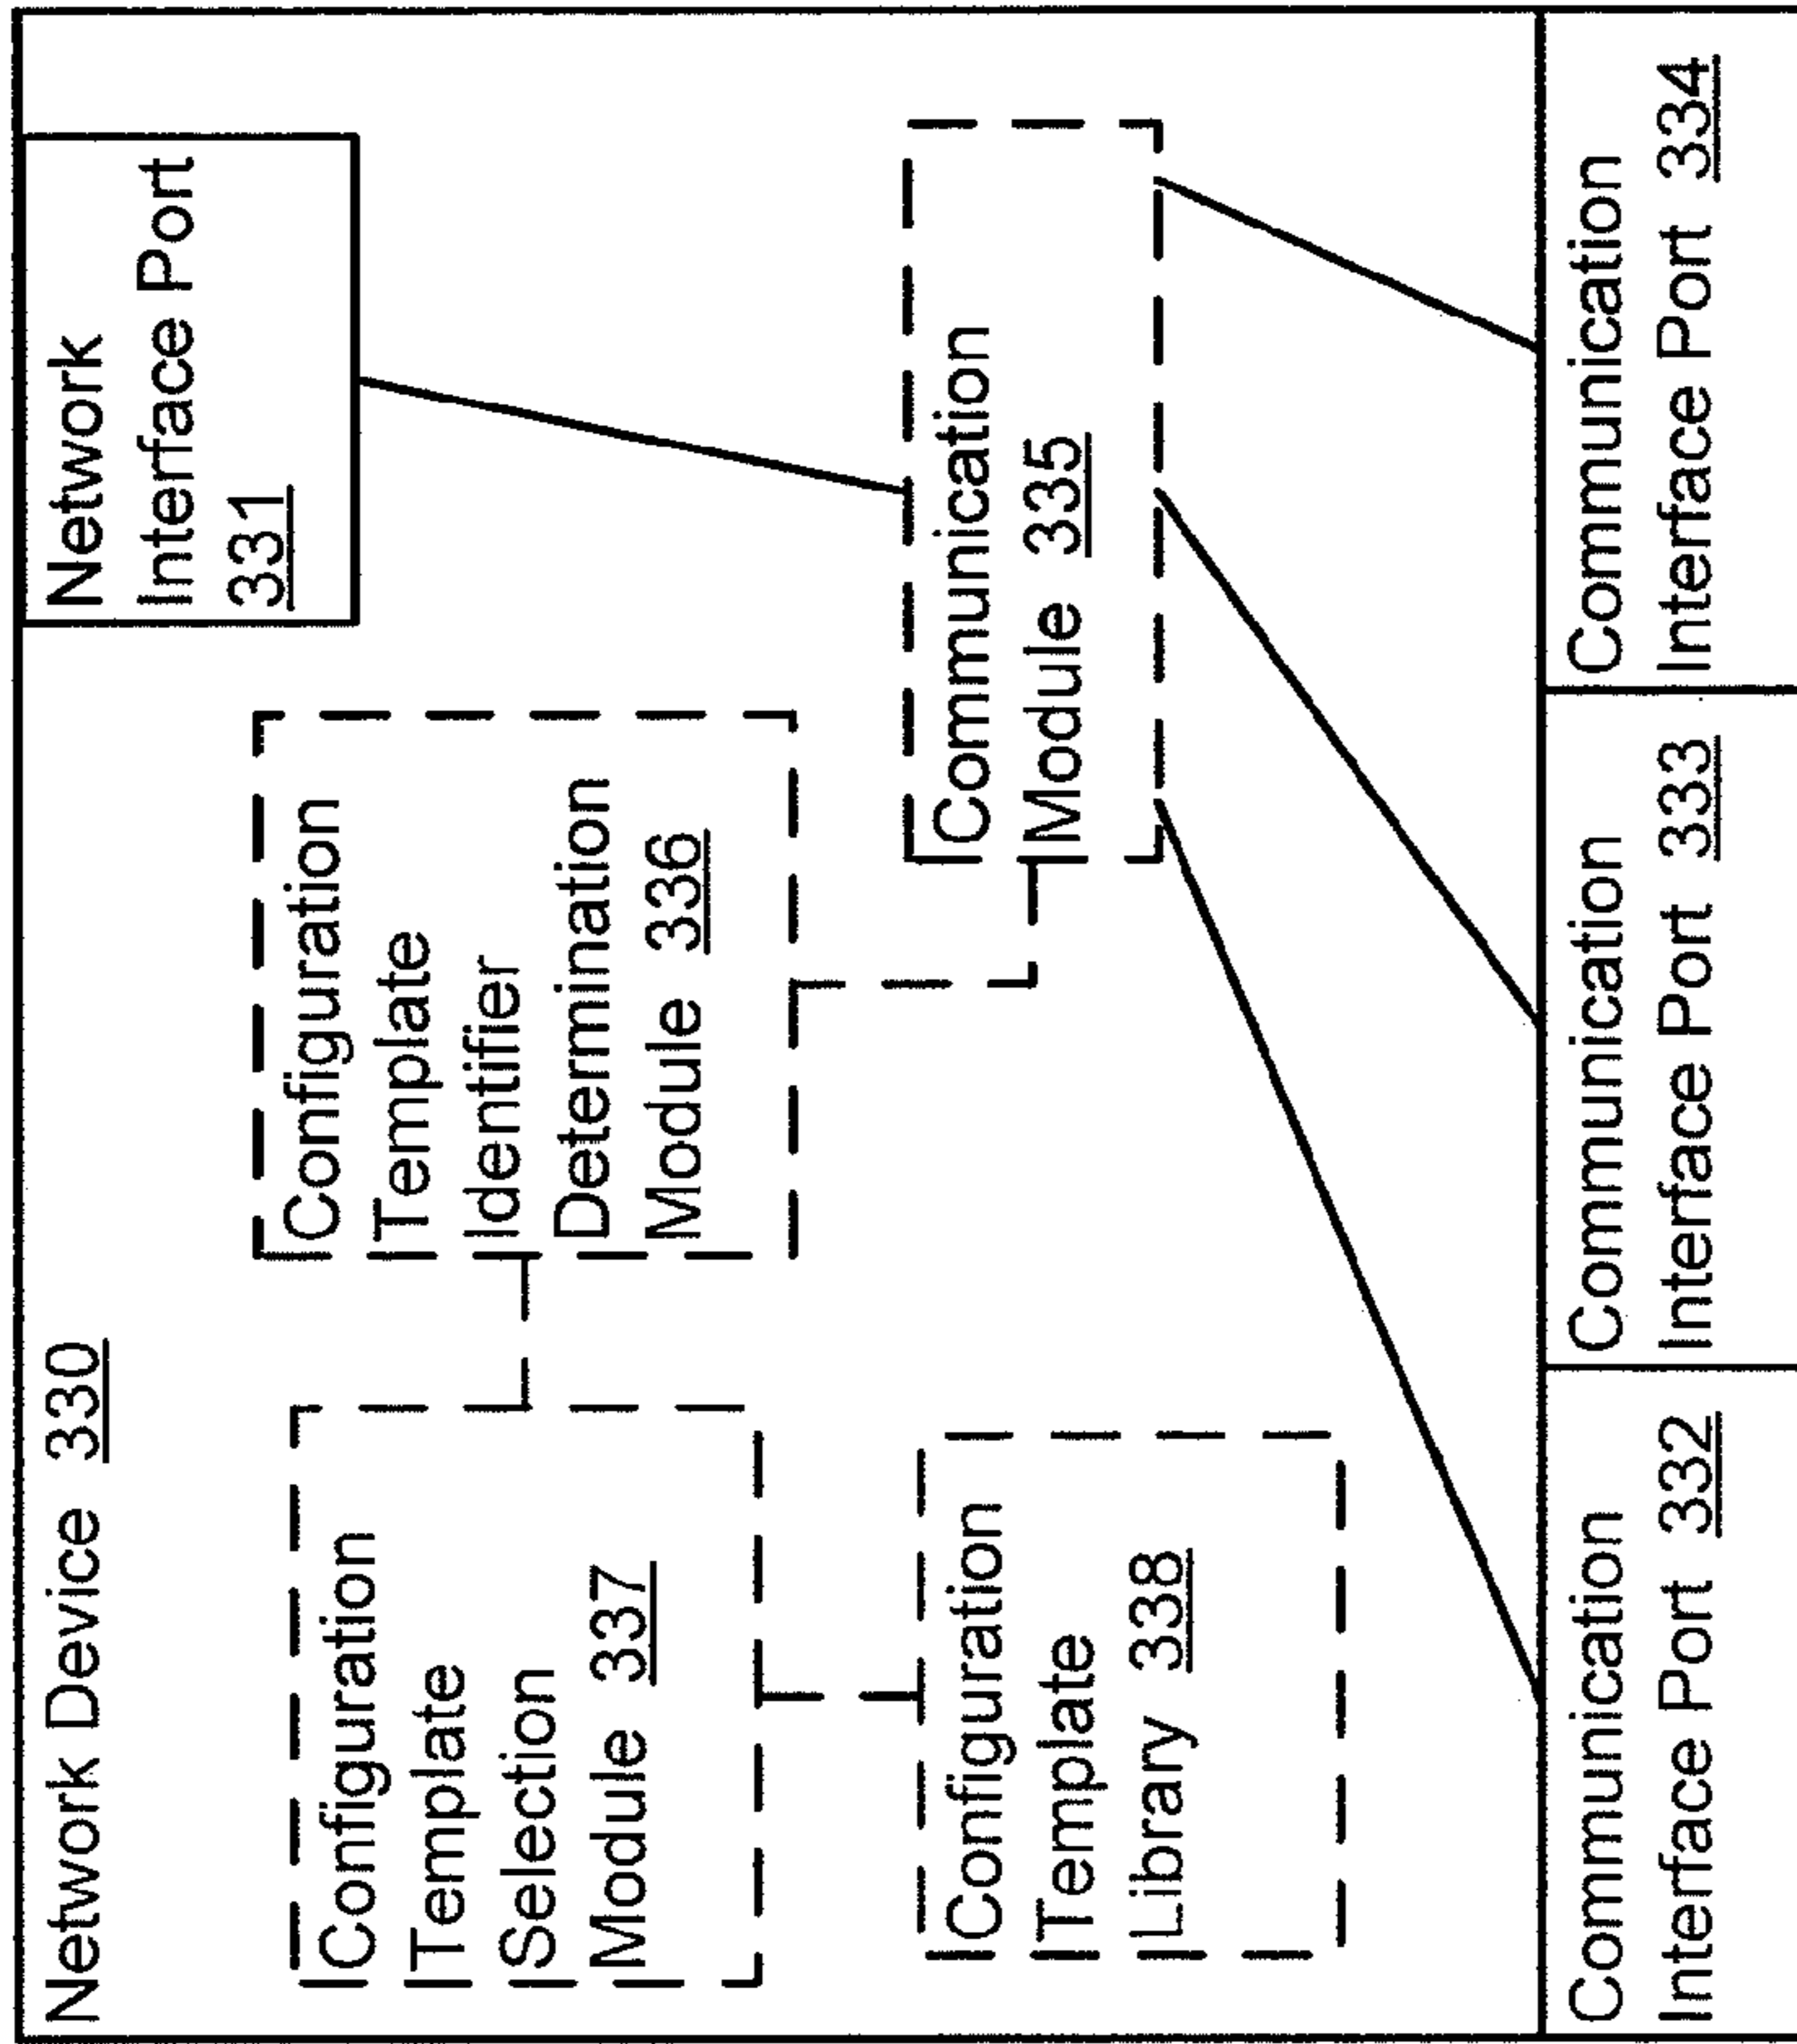 Network Device 330
Network
Interface Port
331
Configuration
Template
Identifier
Determination
Module 336
Configuration
Template
Selection
Module 337
Communication
Module 335
Configuration
Template
Library 338
Communication
Interface Port 332
Communication
Interface Port 333
Communication
Interface Port 334